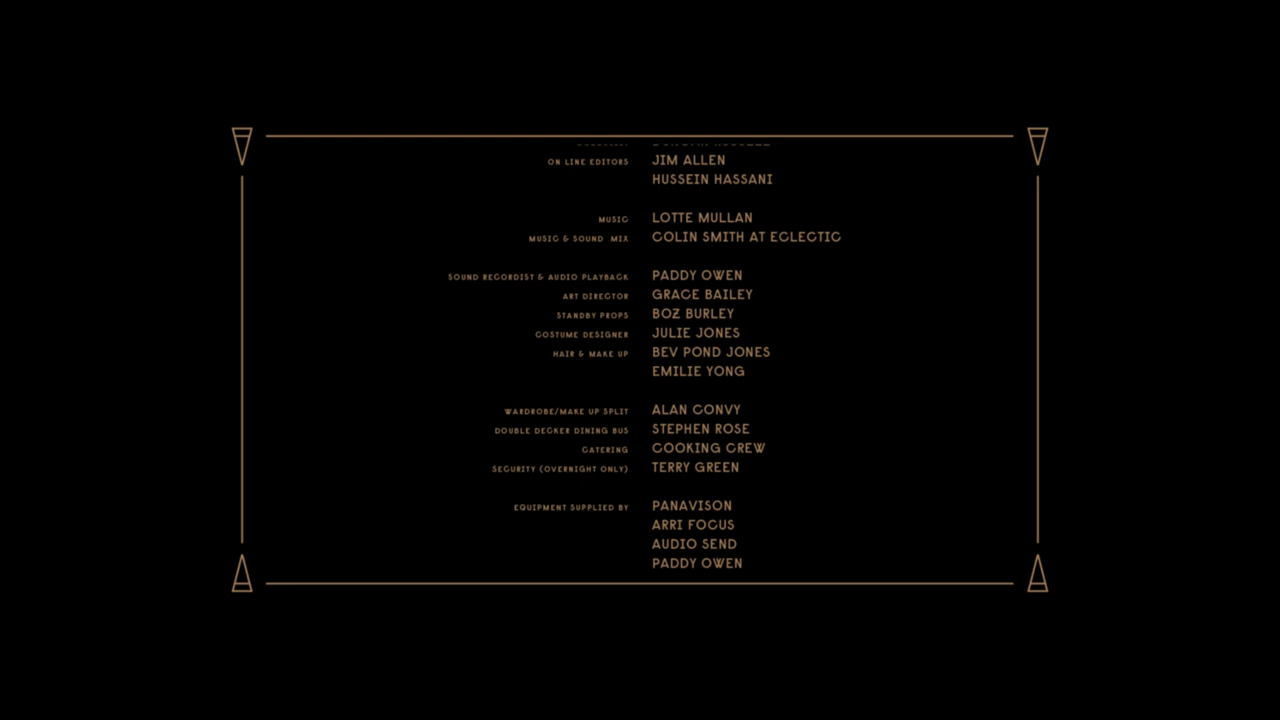 ON LINE EDITORS JIM ALLEN
HUSSEIN HASSANI
MUSIC LOTTE MULLAN
MUSIC & SOUND MIX COLIN SMITH AT ECLECTIC
SOUND RECORDIST & AUDIO PLAYBACK PADDY OWEN
ART DIRECTOR GRACE BAILEY
STANDBY PROPS BOZ BURLEY
COSTUME DESIGNER JULIE JONES
HAIR & MAKE UP BEV POND JONES
EMILIE YONG
WARDROBE/MAKE UP SPLIT ALAN CONVY
DOUBLE DECKER DINING BUS STEPHEN ROSE
CATERING COOKING CREW
SECURITY (OVERNIGHT ONLY) TERRY GREEN
EQUIPMENT SUPPLIED BY PANAVISON
ARRI FOCUS
AUDIO SEND
PADDY OWEN